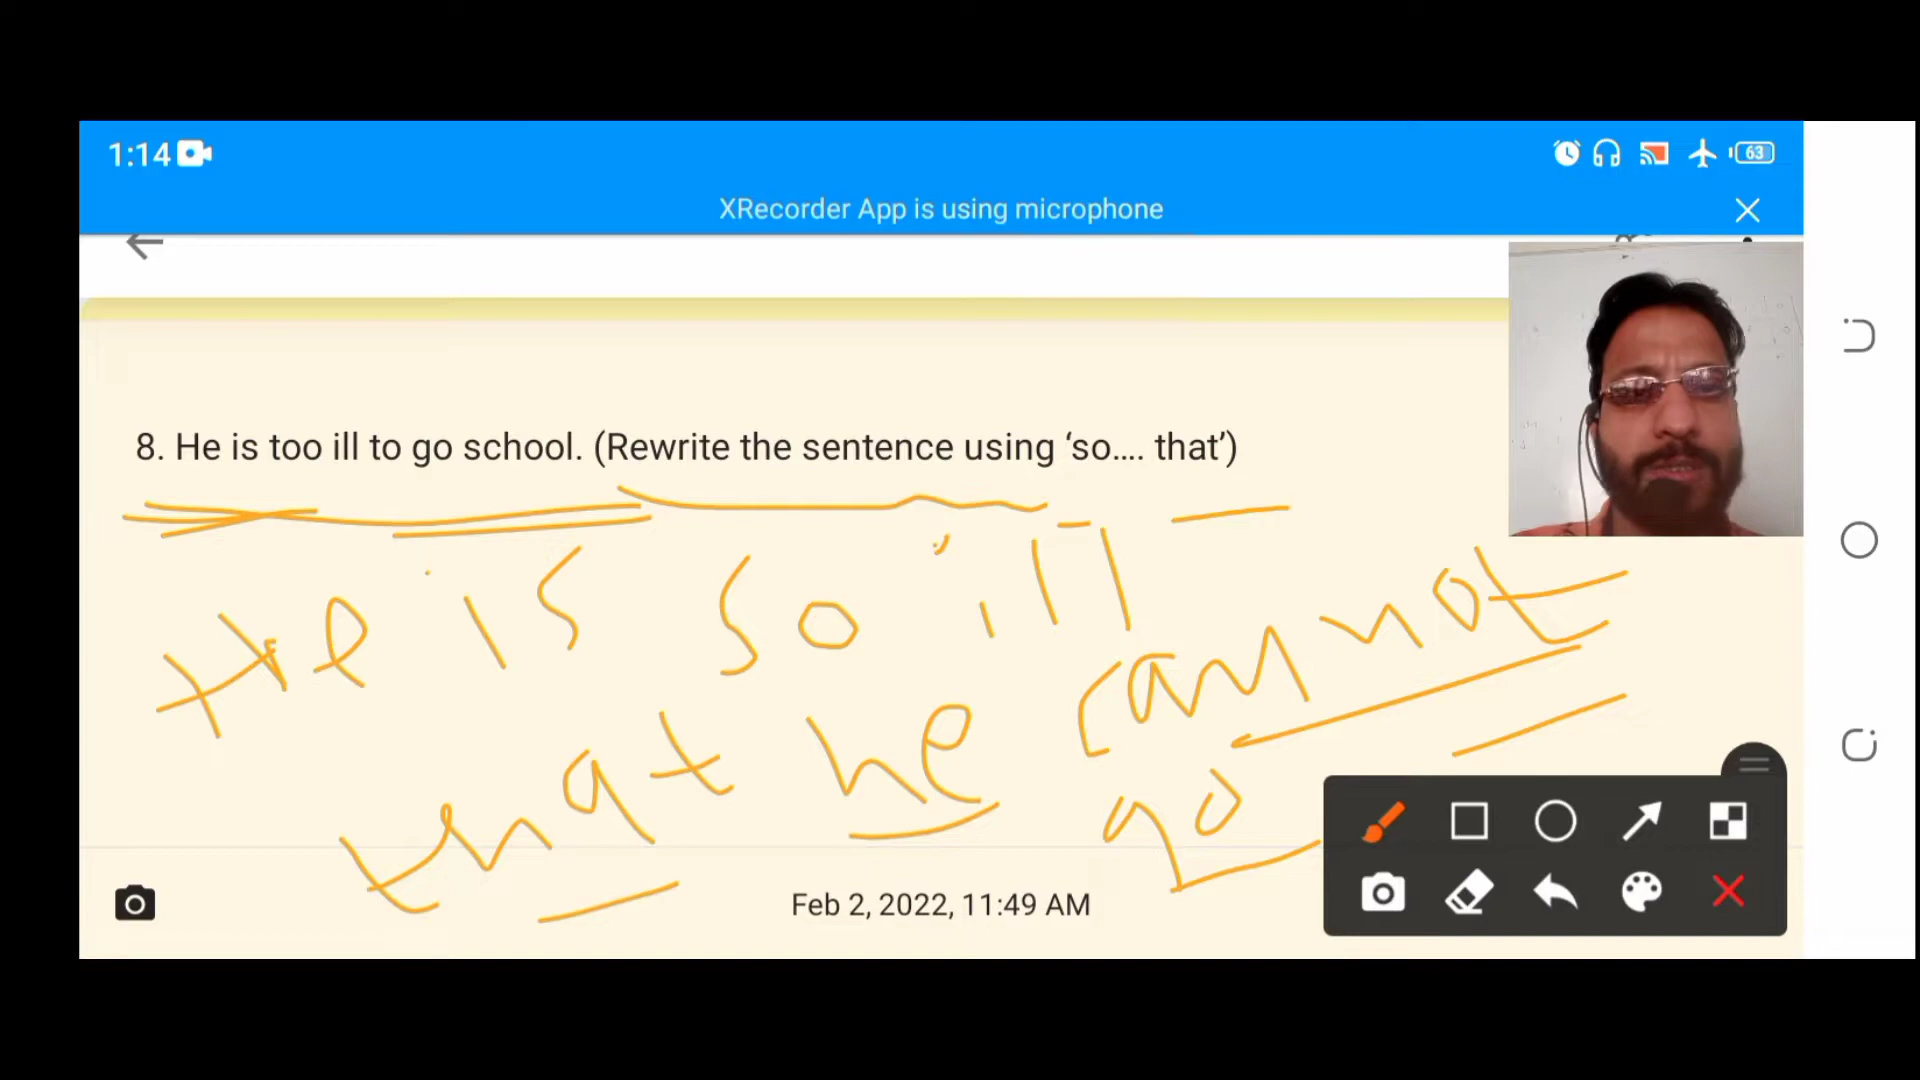 1:14
63
XRecorder App is using microphone
8. He is too ill to go school. (Rewrite the sentence using ‘so.... that’)
He is so ill
that he cannot
go
Feb 2, 2022, 11:49 AM